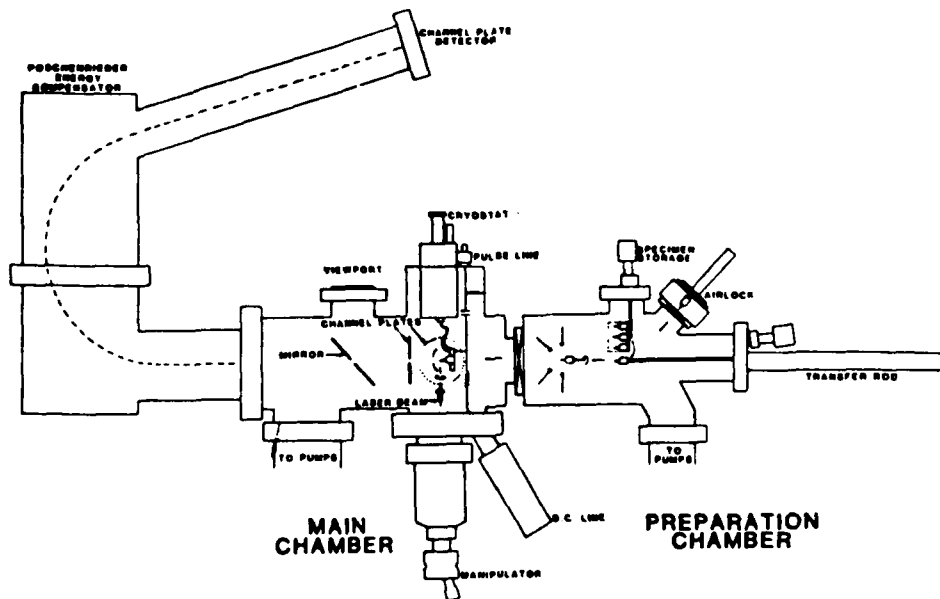 CHANNEL PLATE
DETECTOR
POSCHENRIEDER
ENERGY
COMPENSATOR
CRYOSTAT
PULSE LINE
SPECIMEN
STORAGE
VIEWPORT
AIRLOCK
CHANNEL PLATES
MIRROR
TRANSFER ROD
LASER BEAM
TO PUMPS
TO
PUMPS
D.C. LINE
MAIN
CHAMBER
PREPARATION
CHAMBER
MANIPULATOR